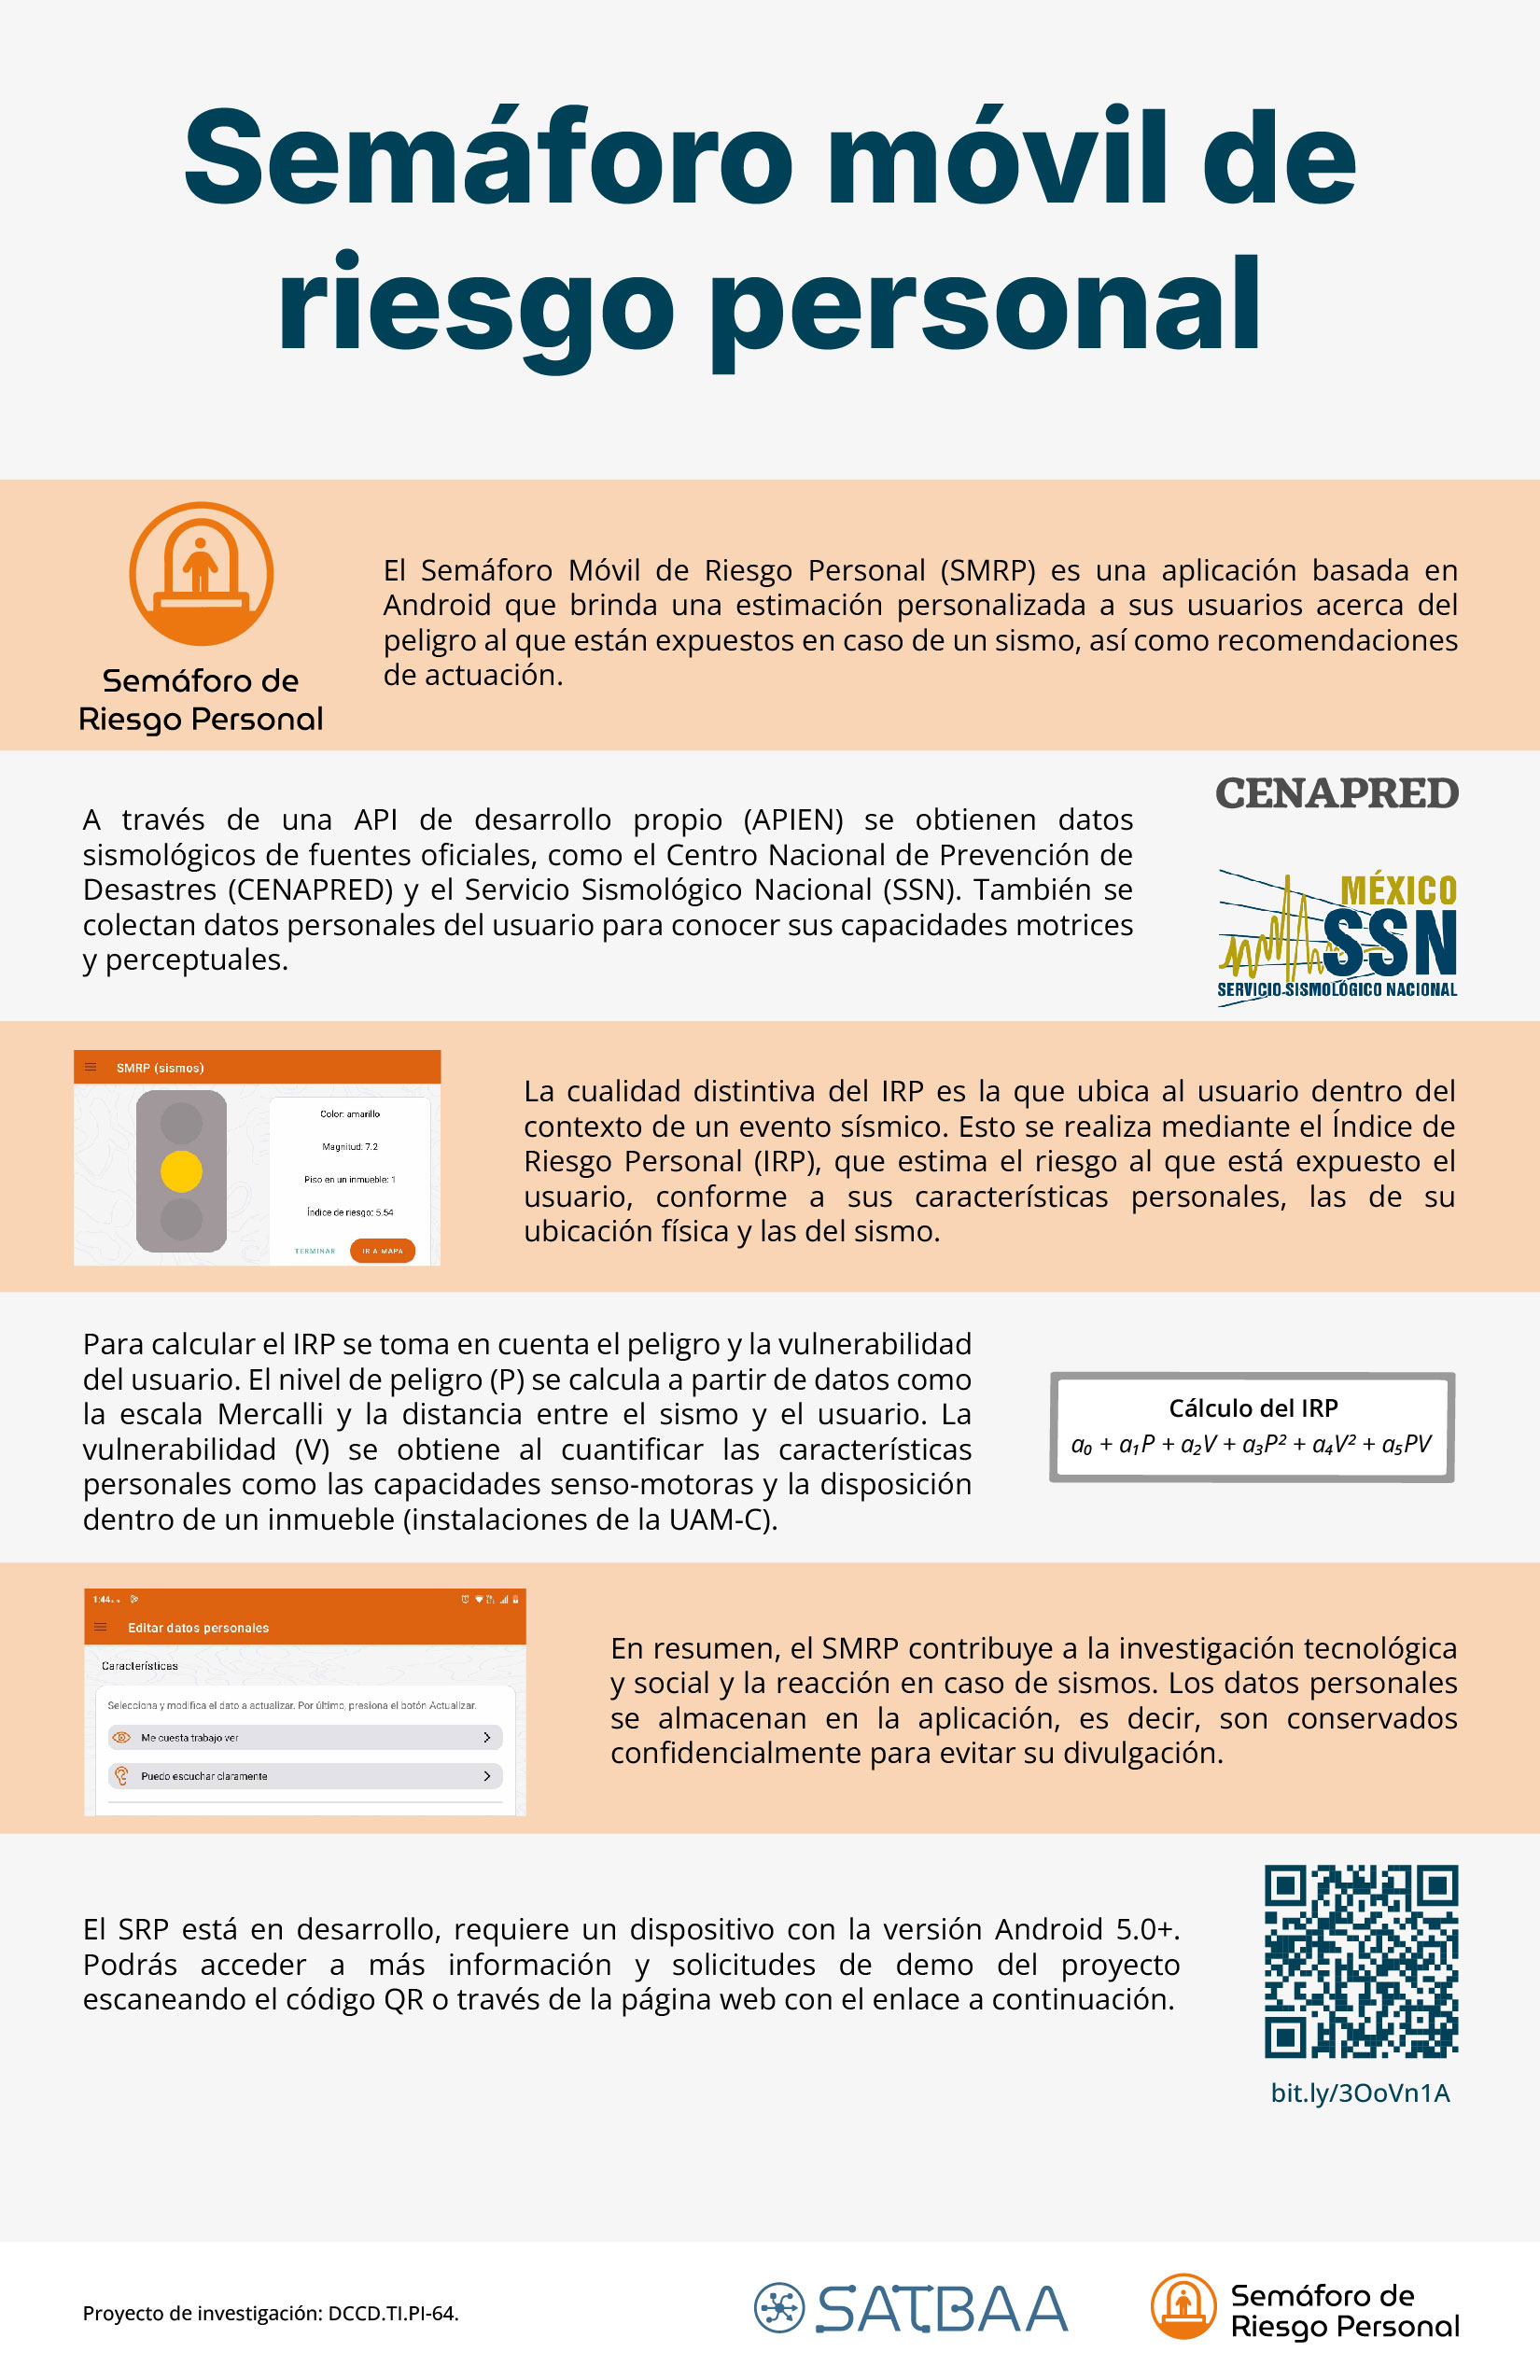 Semáforo móvil de
riesgo personal
Semáforo de
Riesgo Personal
El Semáforo Móvil de Riesgo Personal (SMRP) es una aplicación basada en
Android que brinda una estimación personalizada a sus usuarios acerca del
peligro al que están expuestos en caso de un sismo, así como recomendaciones
de actuación.
A través de una API de desarrollo propio (APIEN) se obtienen datos
sismológicos de fuentes oficiales, como el Centro Nacional de Prevención de
Desastres (CENAPRED) y el Servicio Sismológico Nacional (SSN). También se
colectan datos personales del usuario para conocer sus capacidades motrices
y perceptuales.
CENAPRED
MÉXICO
SSN
SERVICIO SISMOLÓGICO NACIONAL
SMRP (sismos)
Color: amarillo
Magnitud: 7.2
Piso en un inmueble: 1
Índice de riesgo: 5.54
TERMINAR
IR A MAPA
La cualidad distintiva del IRP es la que ubica al usuario dentro del
contexto de un evento sísmico. Esto se realiza mediante el Índice de
Riesgo Personal (IRP), que estima el riesgo al que está expuesto el
usuario, conforme a sus características personales, las de su
ubicación física y las del sismo.
Para calcular el IRP se toma en cuenta el peligro y la vulnerabilidad
del usuario. El nivel de peligro (P) se calcula a partir de datos como
la escala Mercalli y la distancia entre el sismo y el usuario. La
vulnerabilidad (V) se obtiene al cuantificar las características
personales como las capacidades senso-motoras y la disposición
dentro de un inmueble (instalaciones de la UAM-C).
Cálculo del IRP
a₀ + a₁P + a₂V + a₃P² + a₄V² + a₅PV
1:44
Editar datos personales
Características
Selecciona y modifica el dato a actualizar. Por último, presiona el botón Actualizar.
Me cuesta trabajo ver
Puedo escuchar claramente
En resumen, el SMRP contribuye a la investigación tecnológica
y social y la reacción en caso de sismos. Los datos personales
se almacenan en la aplicación, es decir, son conservados
confidencialmente para evitar su divulgación.
El SRP está en desarrollo, requiere un dispositivo con la versión Android 5.0+.
Podrás acceder a más información y solicitudes de demo del proyecto
escaneando el código QR o través de la página web con el enlace a continuación.
bit.ly/3OoVn1A
Proyecto de investigación: DCCD.TI.PI-64.
SATBAA
Semáforo de
Riesgo Personal